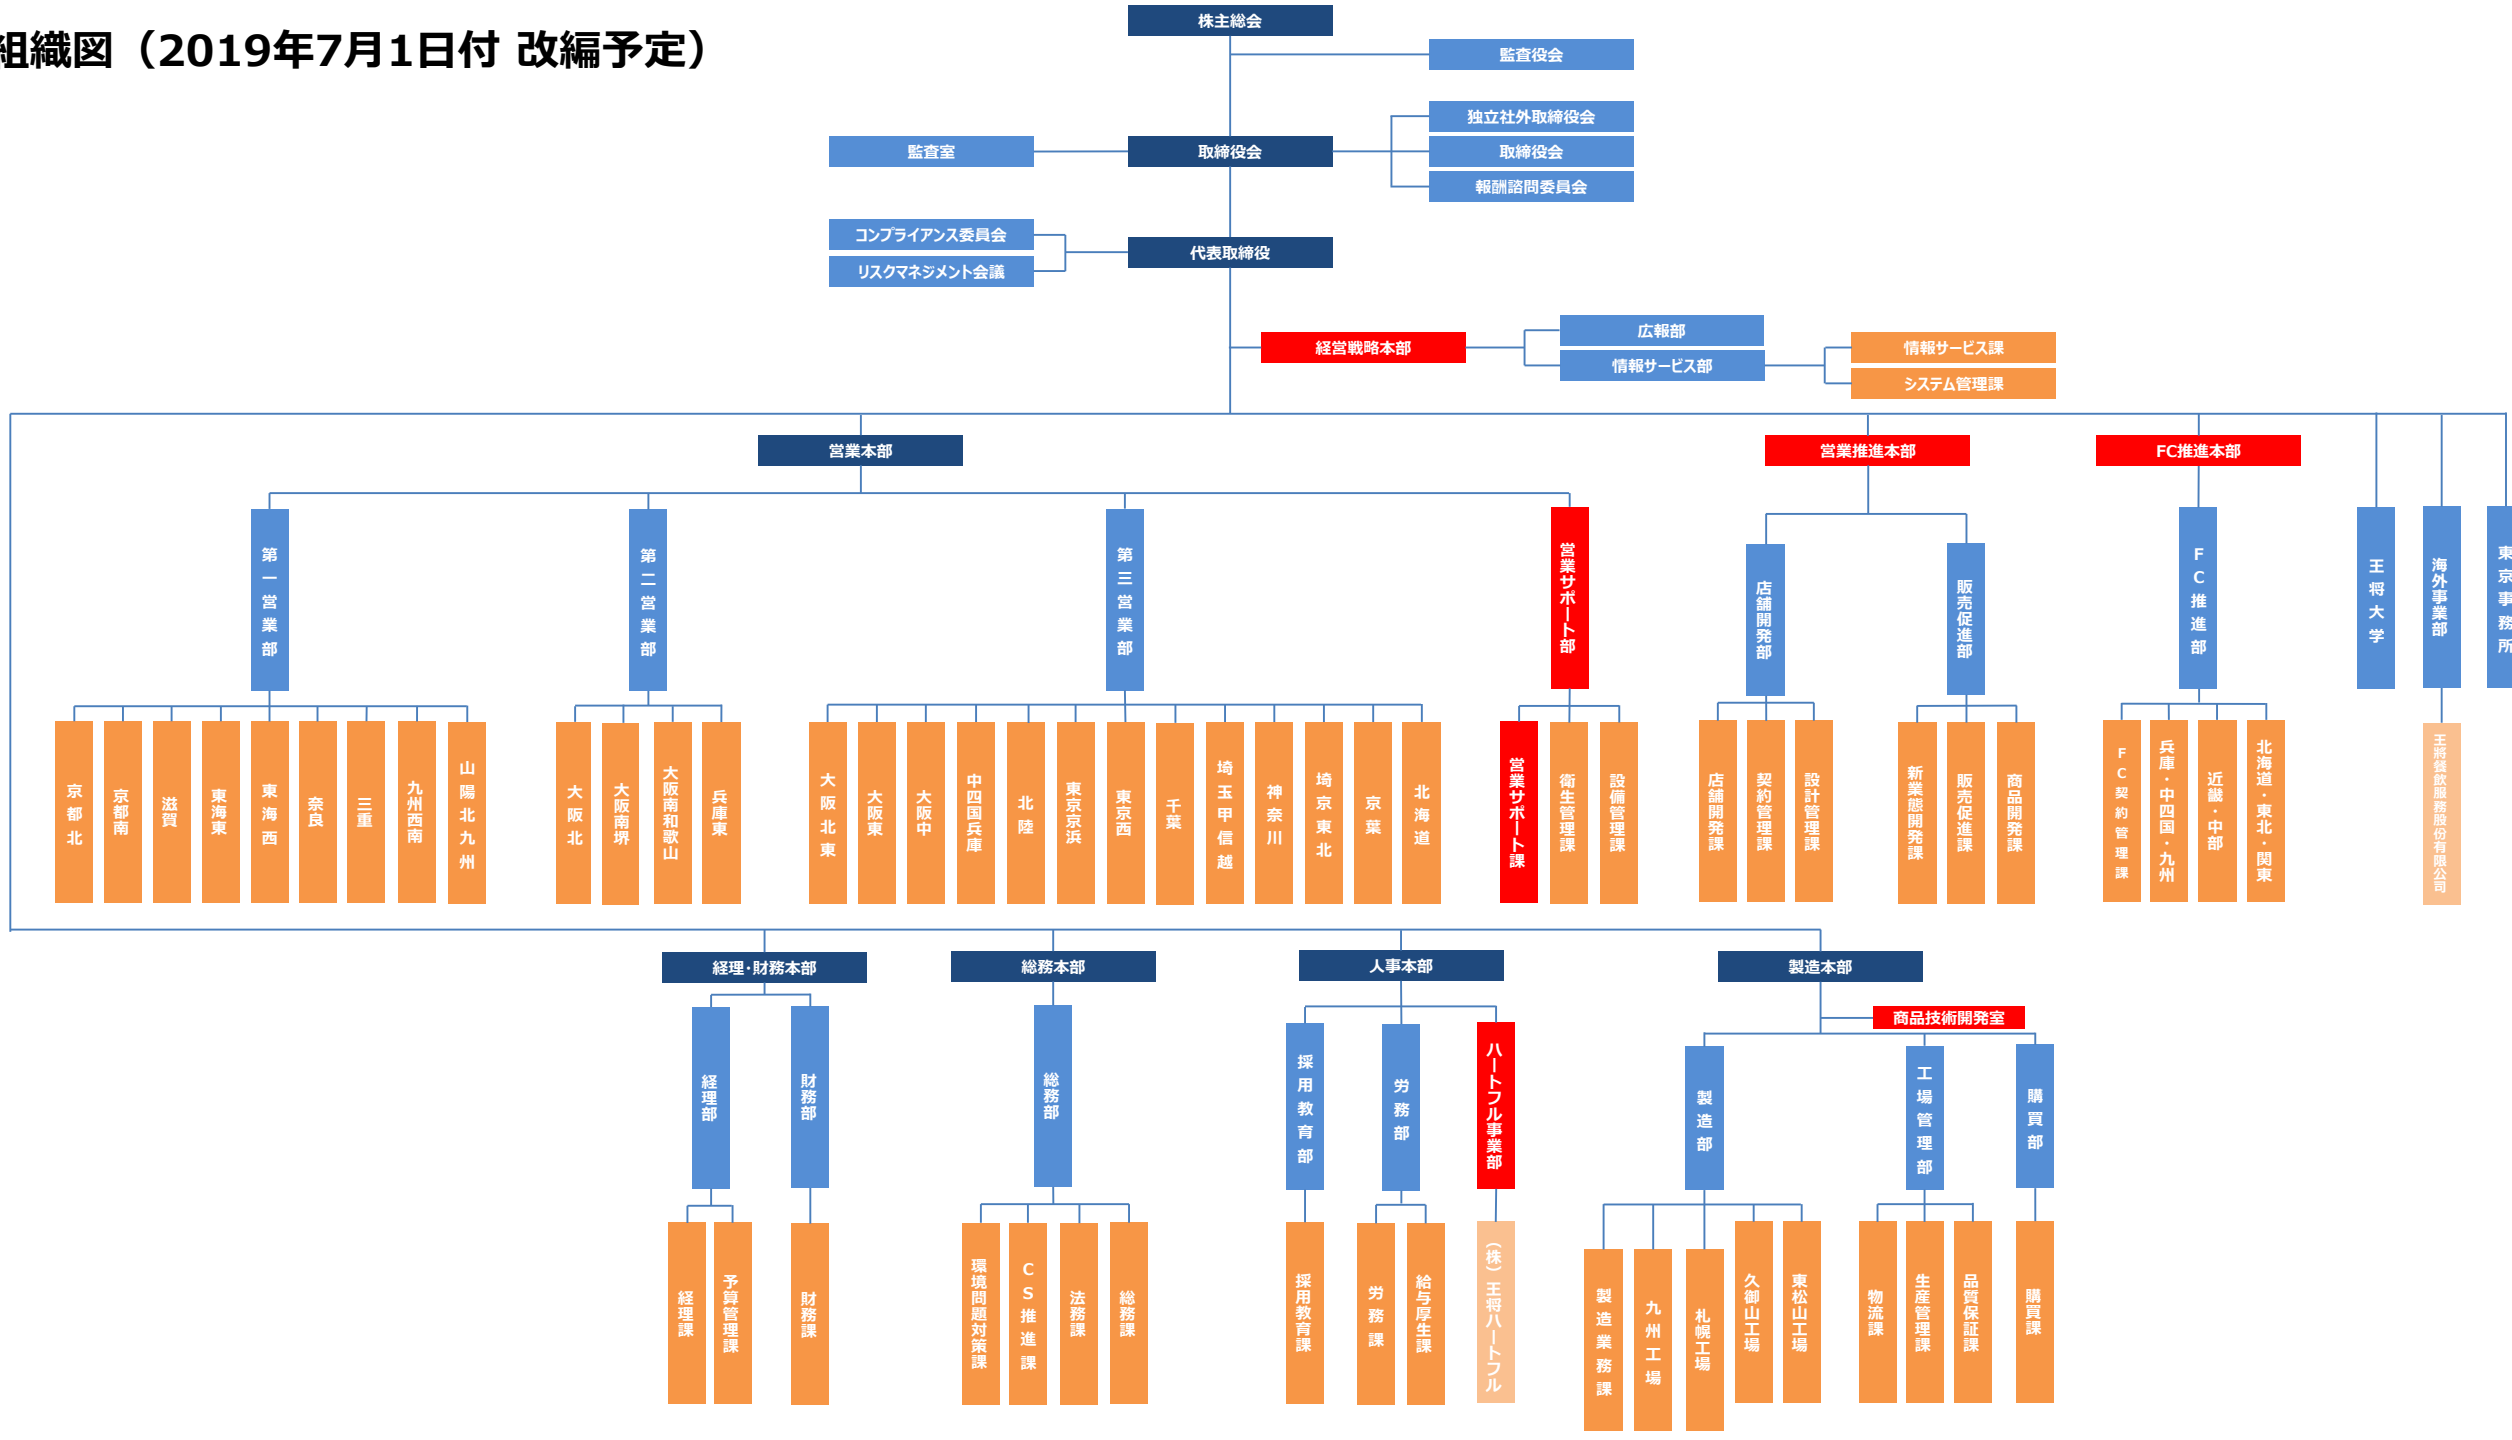 組織図（2019年7月1日付 改編予定）
株主総会
監査役会
独立社外取締役会
監査室
取締役会
取締役会
報酬諮問委員会
コンプライアンス委員会
リスクマネジメント会議
代表取締役
経営戦略本部
広報部
情報サービス部
情報サービス課
システム管理課
営業本部
営業推進本部
FC推進本部
第一営業部
第二営業部
第三営業部
営業サポート部
店舗開発部
販売促進部
FC推進部
王将大学
海外事業部
東京事務所
京都北
京都南
滋賀
東海東
東海西
奈良
三重
九州西南
山陽北九州
大阪北
大阪南堺
大阪南和歌山
兵庫東
大阪北東
大阪東
大阪中
中四国兵庫
北陸
東京京浜
東京西
千葉
埼玉甲信越
神奈川
埼京東北
京葉
北海道
営業サポート課
衛生管理課
設備管理課
店舗開発課
契約管理課
設計管理課
新業態開発課
販売促進課
商品開発課
FC契約管理課
兵庫・中四国・九州
近畿・中部
北海道・東北・関東
王將餐飲服務股份有限公司
経理・財務本部
総務本部
人事本部
製造本部
商品技術開発室
経理部
財務部
総務部
採用教育部
労務部
ハートフル事業部
製造部
工場管理部
購買部
経理課
予算管理課
財務課
環境問題対策課
CS推進課
法務課
総務課
採用教育課
労務課
給与厚生課
（株）王将ハートフル
製造業務課
九州工場
札幌工場
久御山工場
東松山工場
物流課
生産管理課
品質保証課
購買課